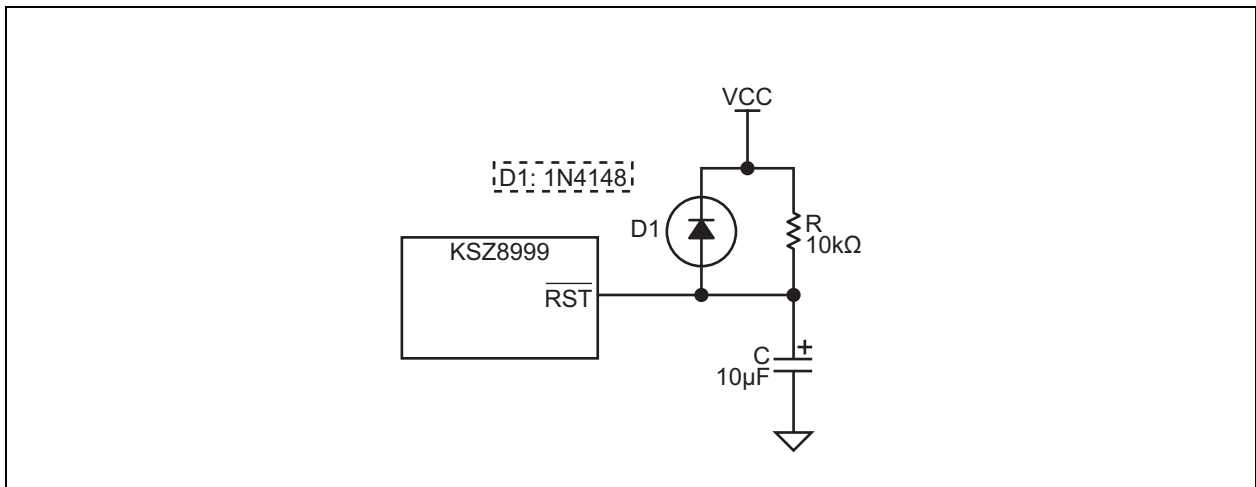 VCC
D1: 1N4148
D1
R
10kΩ
KSZ8999
RST
C
+
10µF